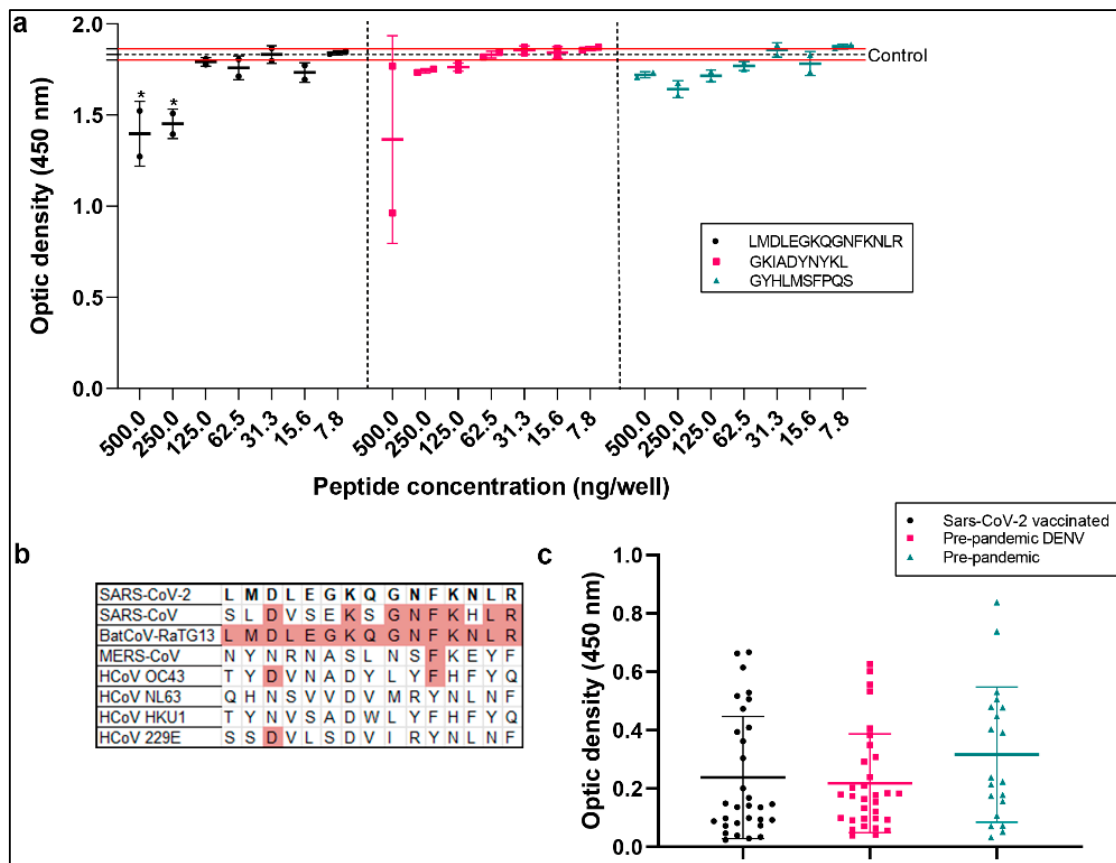 a
2.0
1.5
1.0
0.5
0.0
Optic density (450 nm)
* *
Control
LMDLEGKQGNFKNLR
GKIADYNYKL
GYHLMSFPQS
500.0 250.0 125.0 62.5 31.3 15.6 7.8 500.0 250.0 125.0 62.5 31.3 15.6 7.8 500.0 250.0 125.0 62.5 31.3 15.6 7.8
Peptide concentration (ng/well)
b
SARS-CoV-2 L M D L E G K Q G N F K N L R
SARS-CoV S L D V S E K S G N F K H L R
BatCoV-RaTG13 L M D L E G K Q G N F K N L R
MERS-CoV N Y N R N A S L N S F K E Y F
HCoV OC43 T Y D V N A D Y L Y F H F Y Q
HCoV NL63 Q H N S V V D V M R Y N L N F
HCoV HKU1 T Y N V S A D W L Y F H F Y Q
HCoV 229E S S D V L S D V I R Y N L N F
c
Sars-CoV-2 vaccinated
Pre-pandemic DENV
Pre-pandemic
1.0
0.8
0.6
0.4
0.2
0.0
Optic density (450 nm)